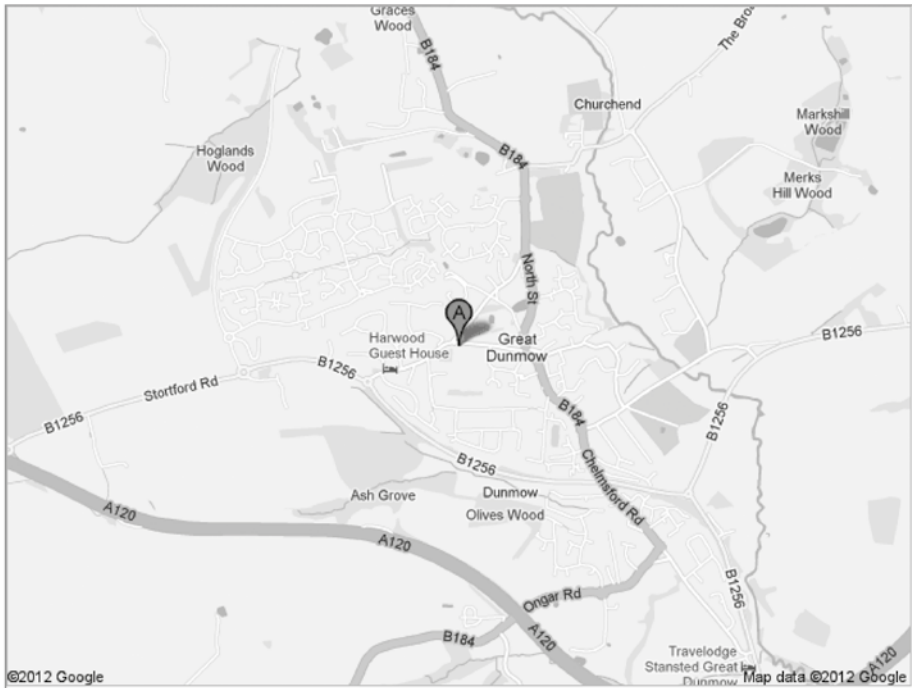 Graces
Wood
B184
The Bro
Churchend
Markshill
Wood
Hoglands
Wood
B184
Merks
Hill Wood
North St
A
Harwood
Guest House
Great
Dunmow
B1256
B1256
Stortford Rd
B1256
B184
B1256
Chelmsford Rd
B1256
Ash Grove
Dunmow
Olives Wood
A120
A120
B1256
Ongar Rd
A120
B184
A120
Travelodge
Stansted Great
Dunmow
©2012 Google
Map data ©2012 Google